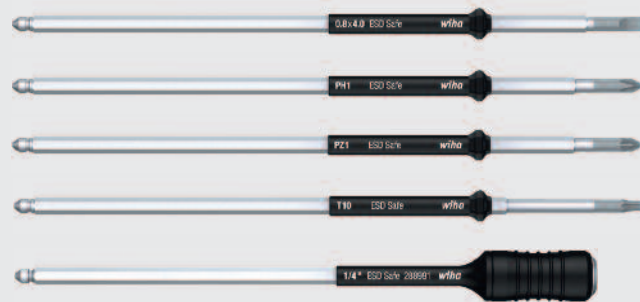 0.8x4.0 ESD Safe wiha
PH1 ESD Safe wiha
PZ1 ESD Safe wiha
T10 ESD Safe wiha
1/4" ESD Safe 288981 wiha